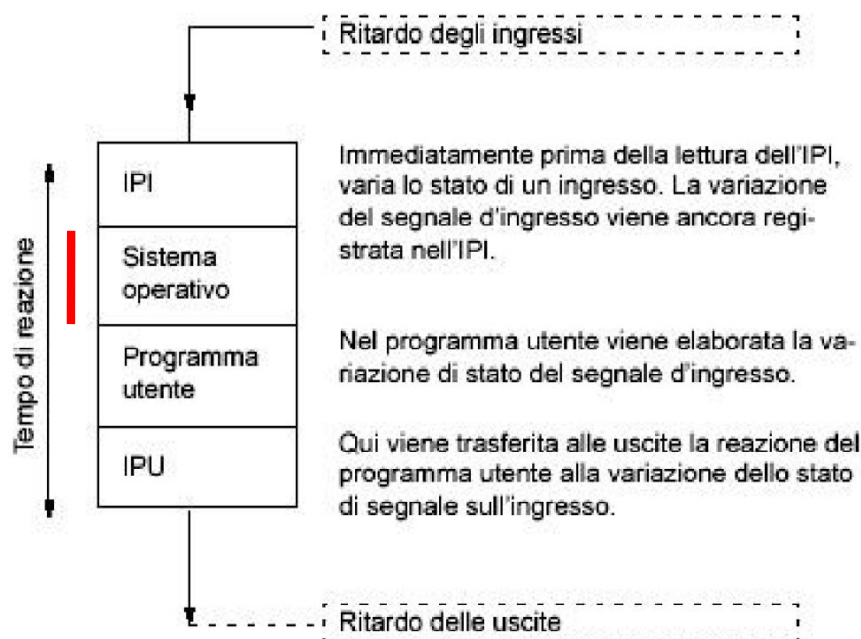 Ritardo degli ingressi
Tempo di reazione
IPI
Immediatamente prima della lettura dell'IPI,
varia lo stato di un ingresso. La variazione
del segnale d'ingresso viene ancora regi-
strata nell'IPI.
Sistema
operativo
Programma
utente
Nel programma utente viene elaborata la va-
riazione di stato del segnale d'ingresso.
IPU
Qui viene trasferita alle uscite la reazione del
programma utente alla variazione dello stato
di segnale sull'ingresso.
Ritardo delle uscite